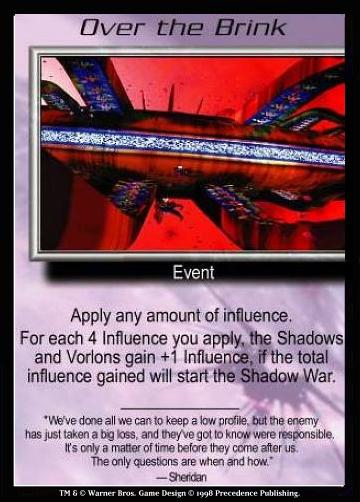 Over the Brink
Event
Apply any amount of influence.
For each 4 Influence you apply, the Shadows
and Vorlons gain +1 Influence, if the total
influence gained will start the Shadow War.
"We've done all we can to keep a low profile, but the enemy
has just taken a big loss, and they've got to know were responsible.
It's only a matter of time before they come after us.
The only questions are when and how."
— Sheridan
TM & © Warner Bros. Game Design © 1998 Precedence Publishing.